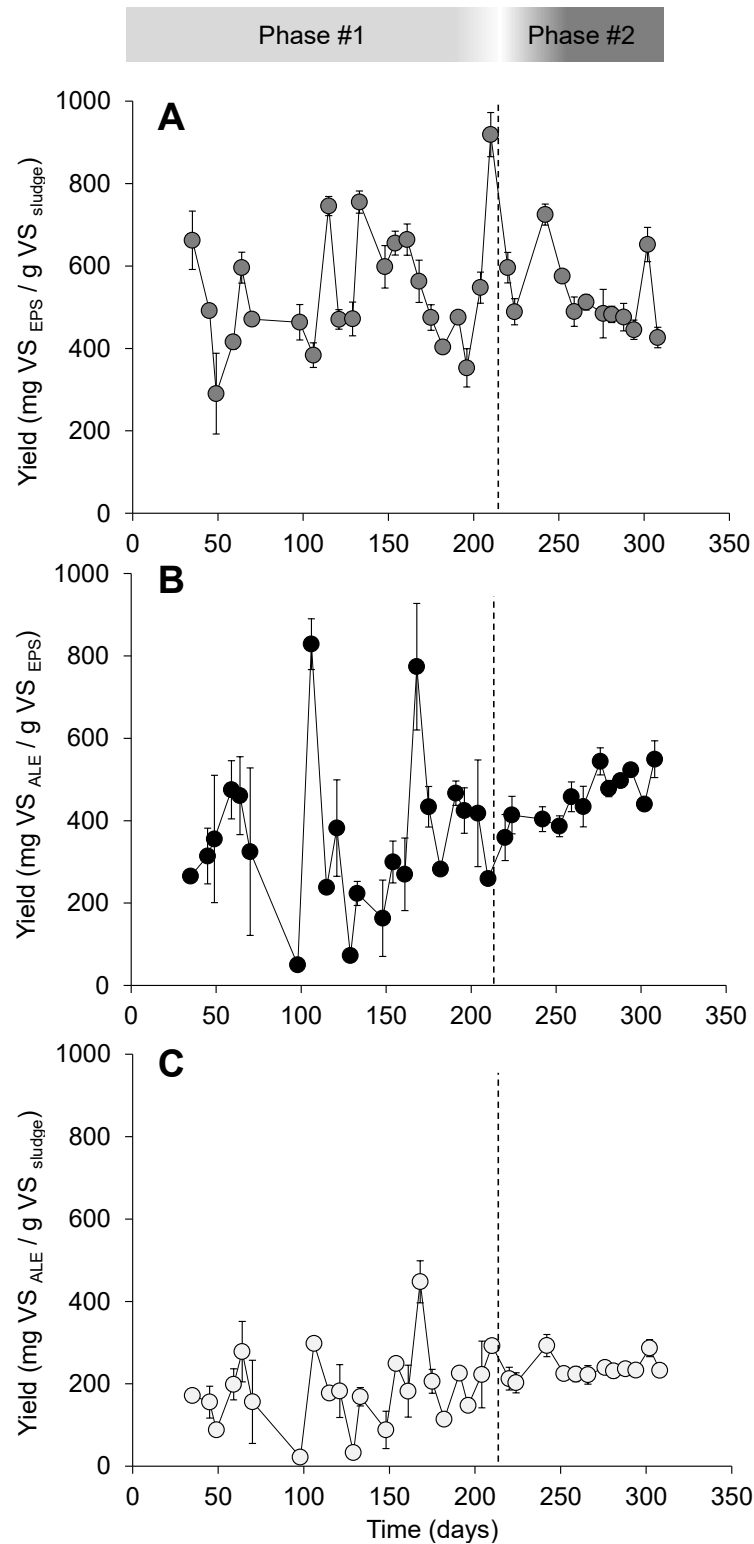 Phase #1 Phase #2
A
Yield (mg VS EPS / g VS sludge)
1000
800
600
400
200
0
0 50 100 150 200 250 300 350
B
Yield (mg VS ALE / g VS EPS)
1000
800
600
400
200
0
0 50 100 150 200 250 300 350
C
Yield (mg VS ALE / g VS sludge)
1000
800
600
400
200
0
0 50 100 150 200 250 300 350
Time (days)